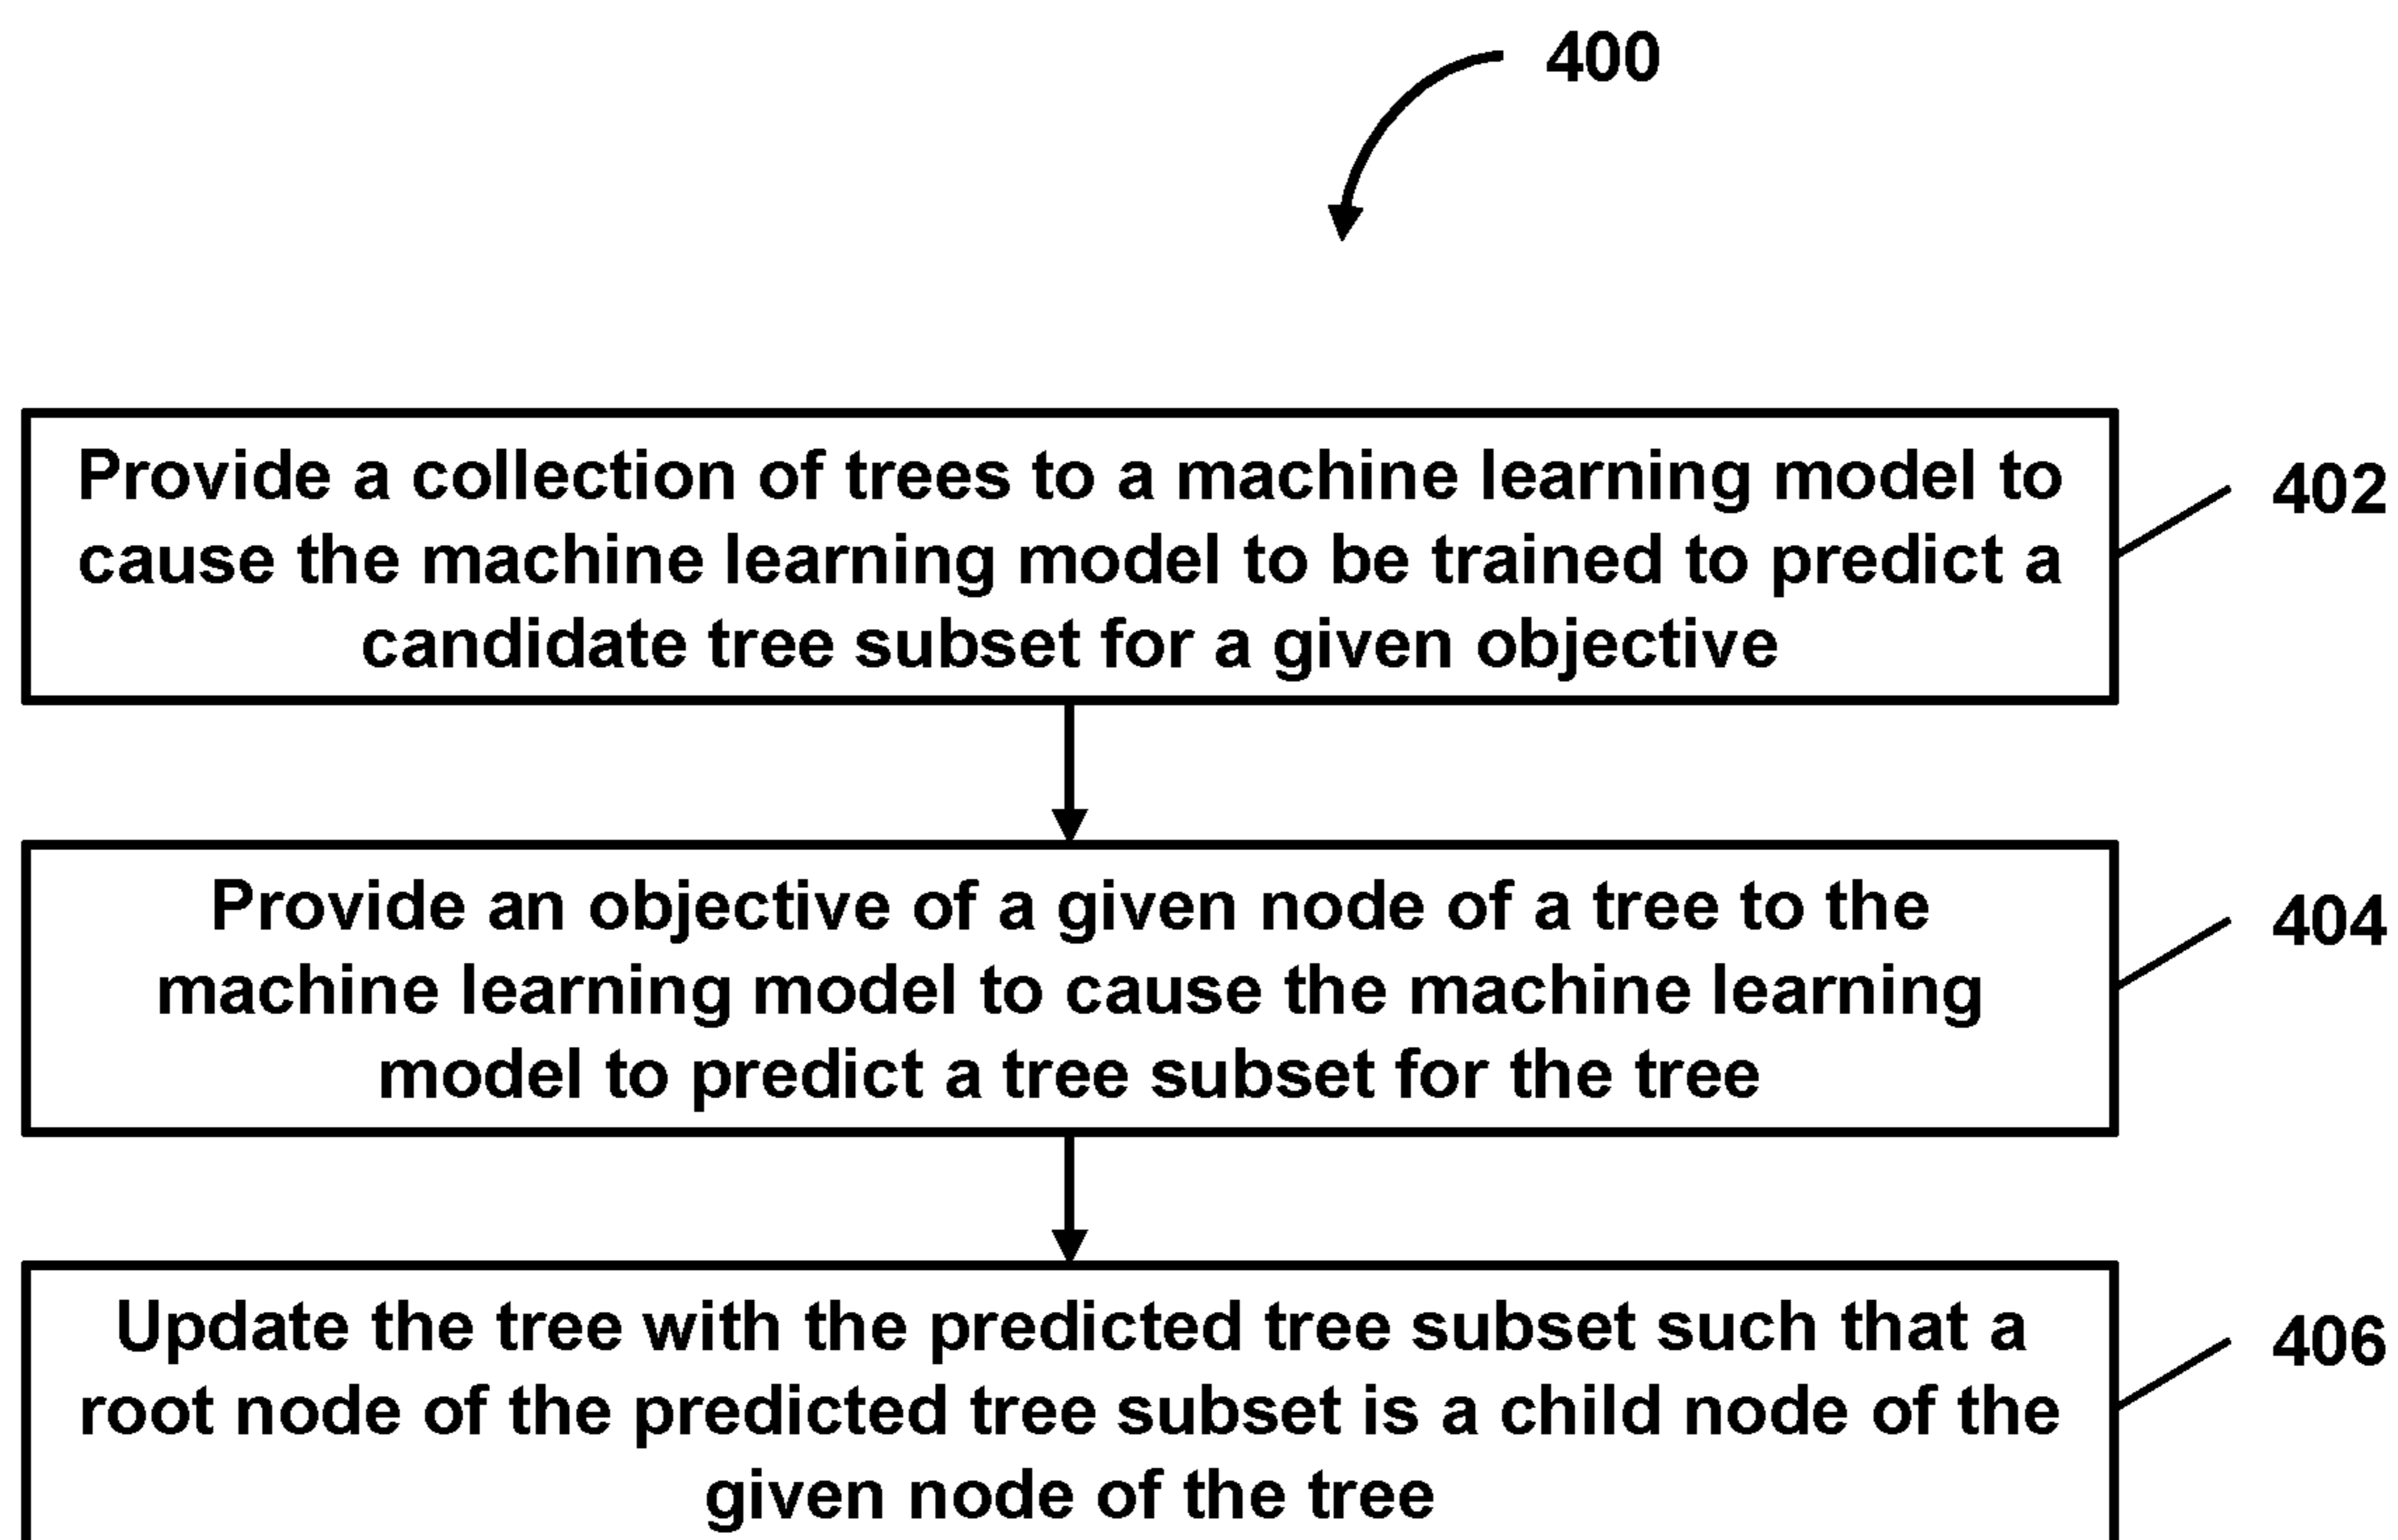 400
Provide a collection of trees to a machine learning model to
cause the machine learning model to be trained to predict a
candidate tree subset for a given objective
402
Provide an objective of a given node of a tree to the
machine learning model to cause the machine learning
model to predict a tree subset for the tree
404
Update the tree with the predicted tree subset such that a
root node of the predicted tree subset is a child node of the
given node of the tree
406